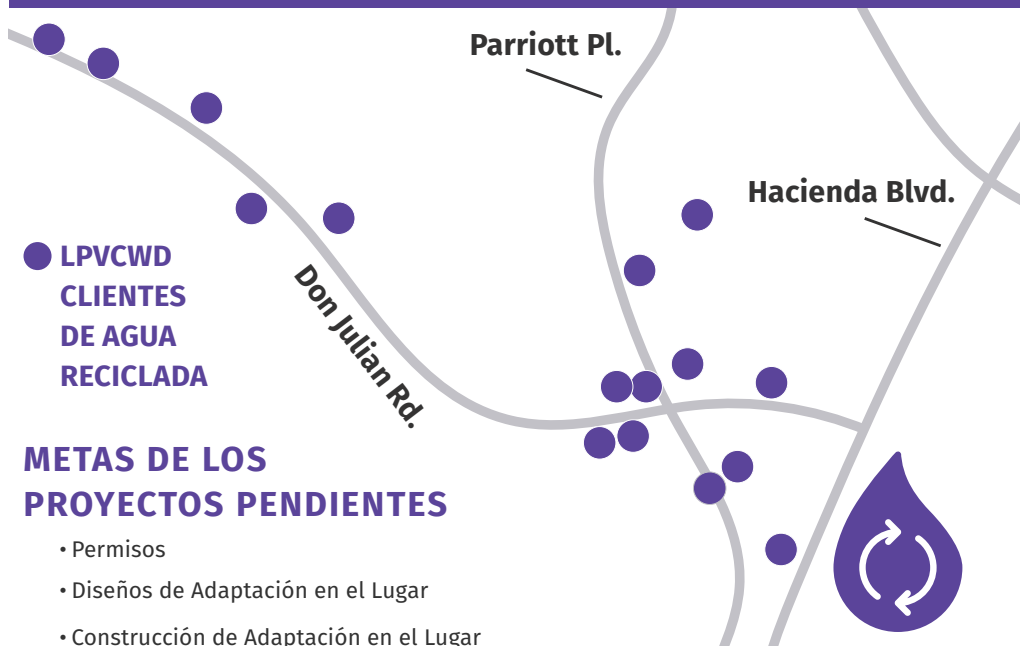 Parriott Pl.
Hacienda Blvd.
Don Julian Rd.
LPVCWD
CLIENTES
DE AGUA
RECICLADA
METAS DE LOS
PROYECTOS PENDIENTES
• Permisos
• Diseños de Adaptación en el Lugar
• Construcción de Adaptación en el Lugar